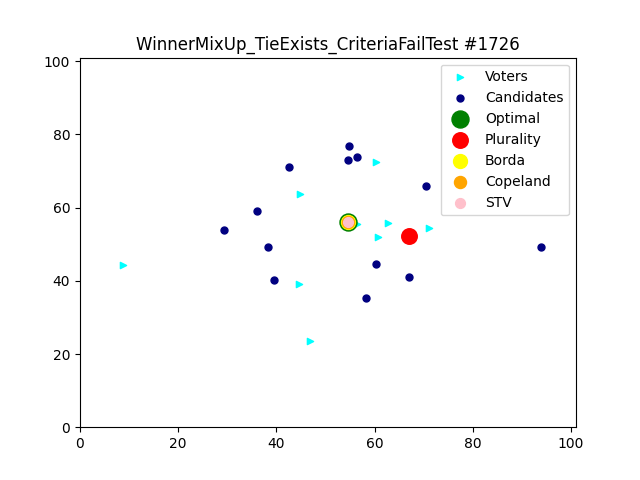 WinnerMixUp_TieExists_CriteriaFailTest #1726
Voters
Candidates
Optimal
Plurality
Borda
Copeland
STV
100
80
60
40
20
0
0 20 40 60 80 100